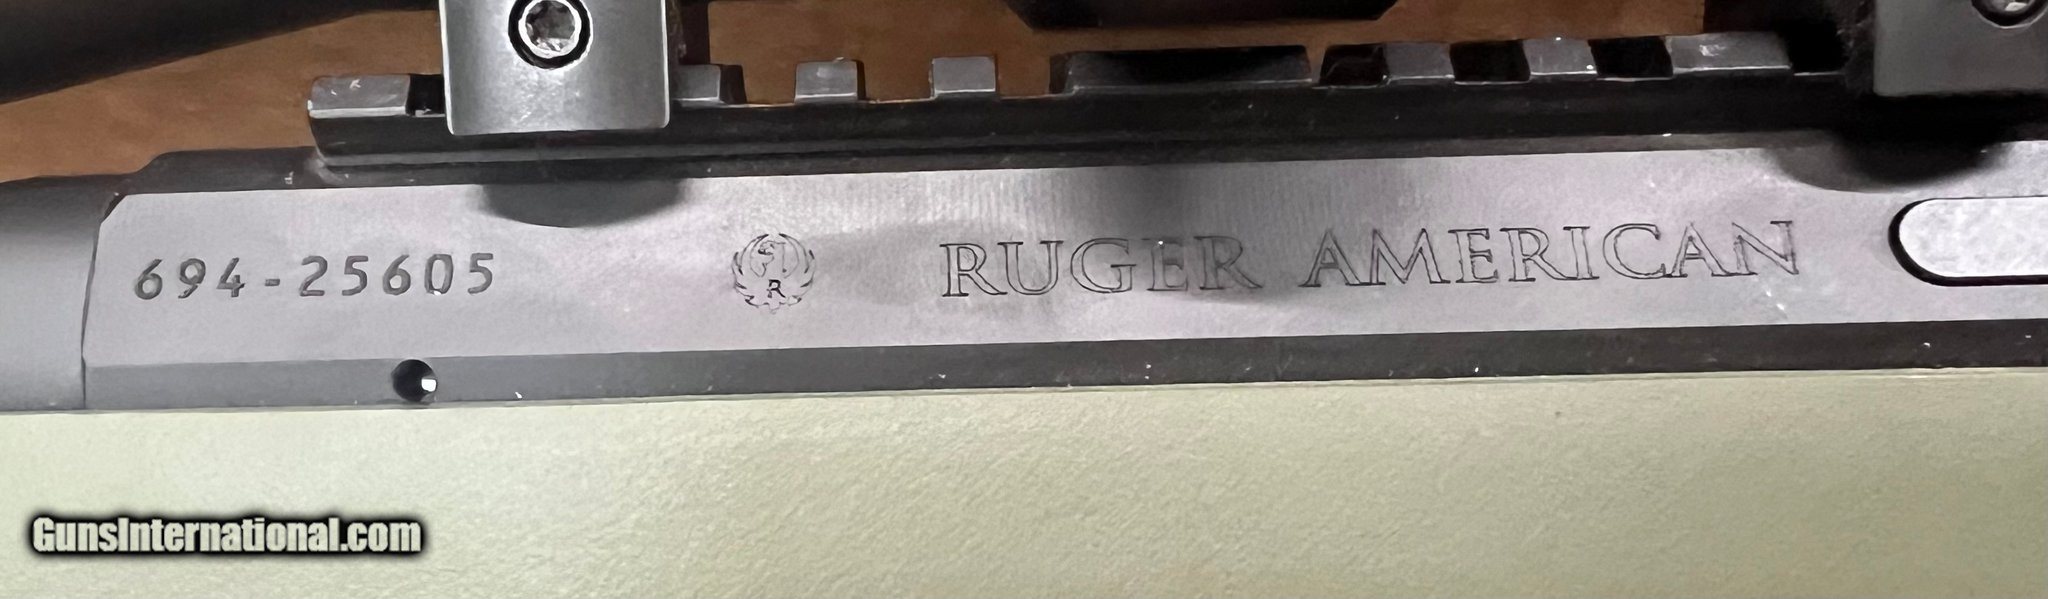 694-25605 R RUGER AMERICAN
GunsInternational.com